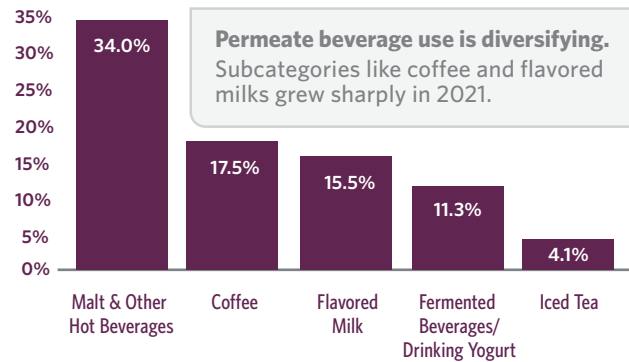 35%
30%
25%
20%
15%
10%
5%
0%
Permeate beverage use is diversifying.
Subcategories like coffee and flavored
milks grew sharply in 2021.
34.0%
17.5%
15.5%
11.3%
4.1%
Malt & Other
Hot Beverages
Coffee
Flavored
Milk
Fermented
Beverages/
Drinking Yogurt
Iced Tea